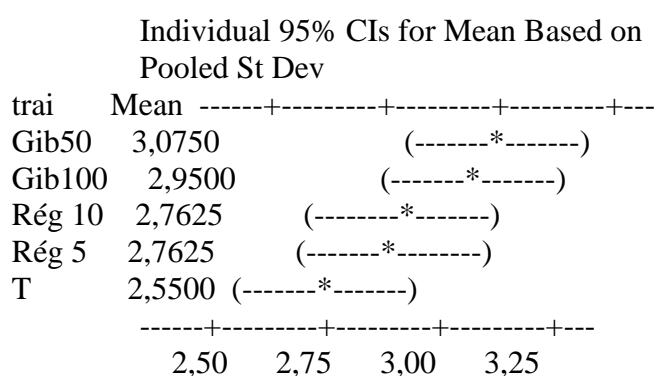 Individual 95% CIs for Mean Based on
Pooled St Dev
trai Mean ------+---------+---------+---------+---
Gib50 3,0750 (-------*-------)
Gib100 2,9500 (-------*-------)
Rég 10 2,7625 (--------*-------)
Rég 5 2,7625 (-------*--------)
T 2,5500 (-------*-------)
------+---------+---------+---------+---
2,50 2,75 3,00 3,25